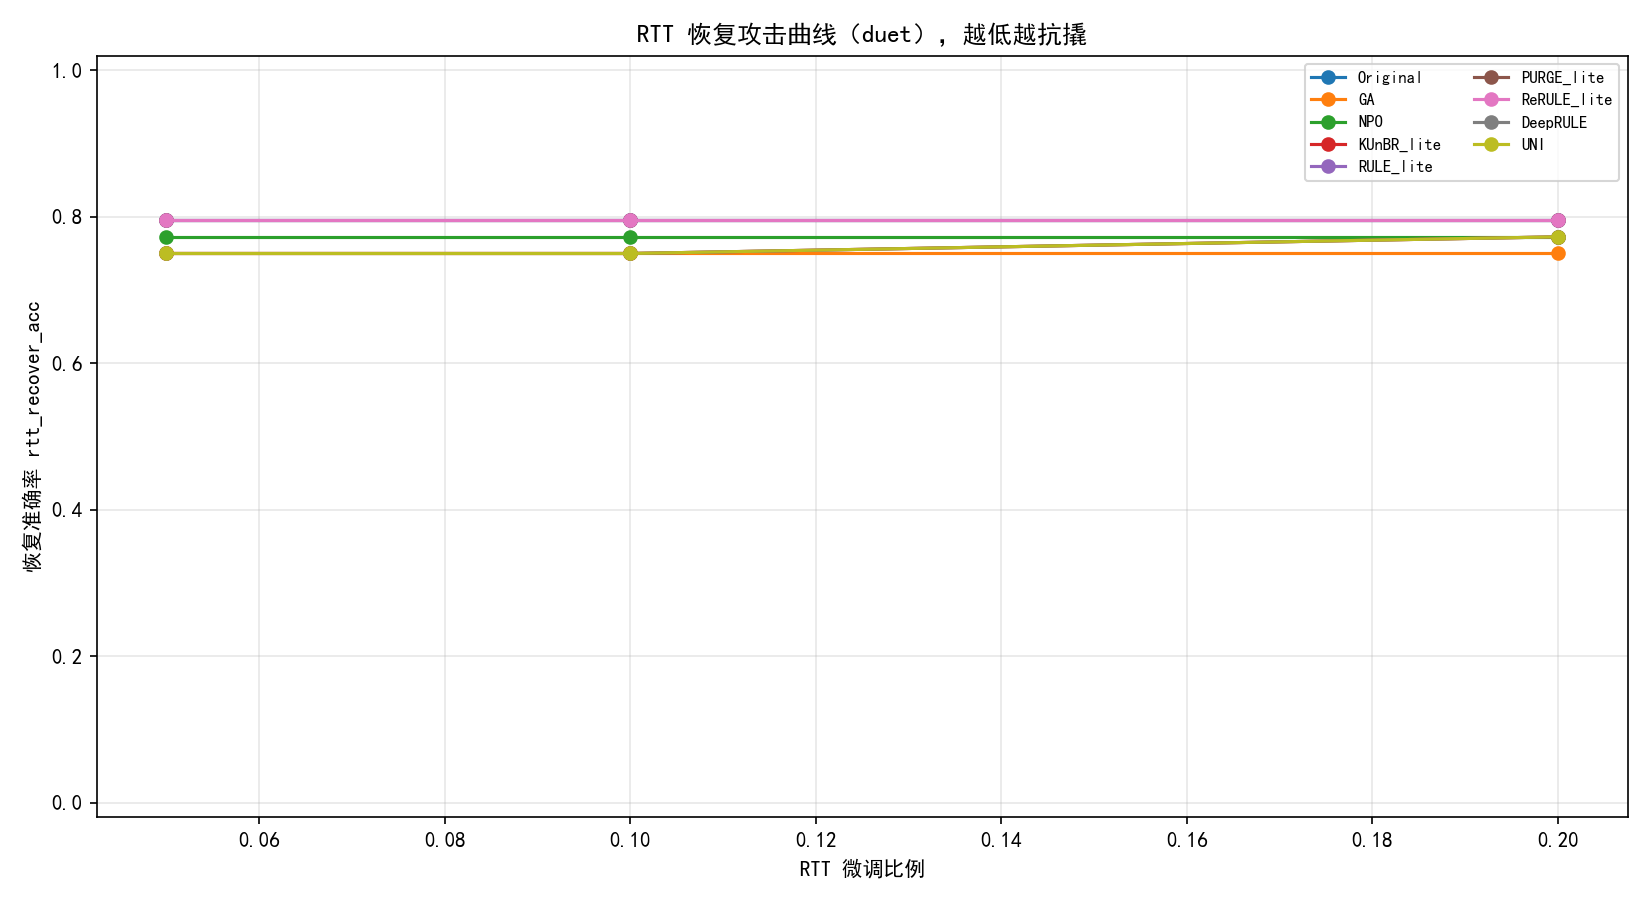 RTT 恢复攻击曲线（duet），越低越抗撬
1.0
0.8
0.6
0.4
0.2
0.0
恢复准确率 rtt_recover_acc
Original
GA
NPO
KUnBR_lite
RULE_lite
PURGE_lite
ReRULE_lite
DeepRULE
UNI
0.06 0.08 0.10 0.12 0.14 0.16 0.18 0.20
RTT 微调比例